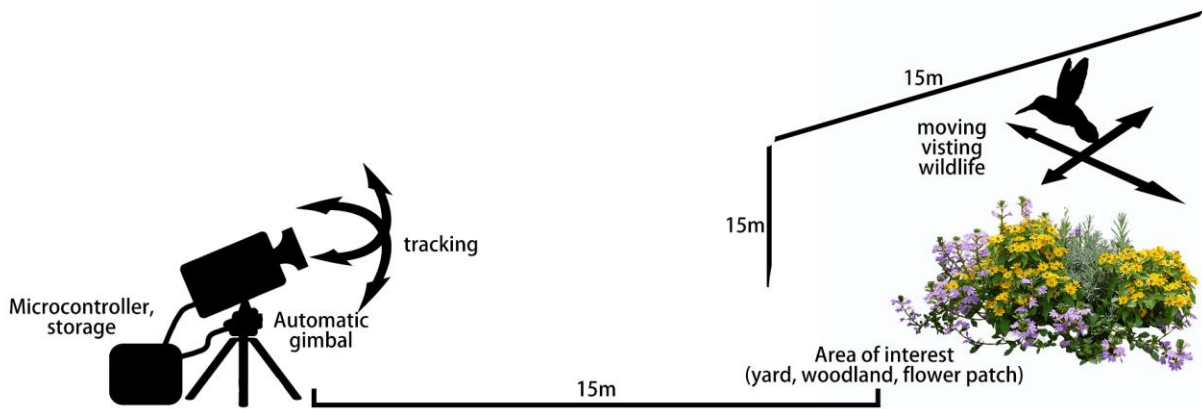 15m
moving
visting
wildlife
15m
tracking
Microcontroller,
storage
Automatic
gimbal
Area of interest
(yard, woodland, flower patch)
15m